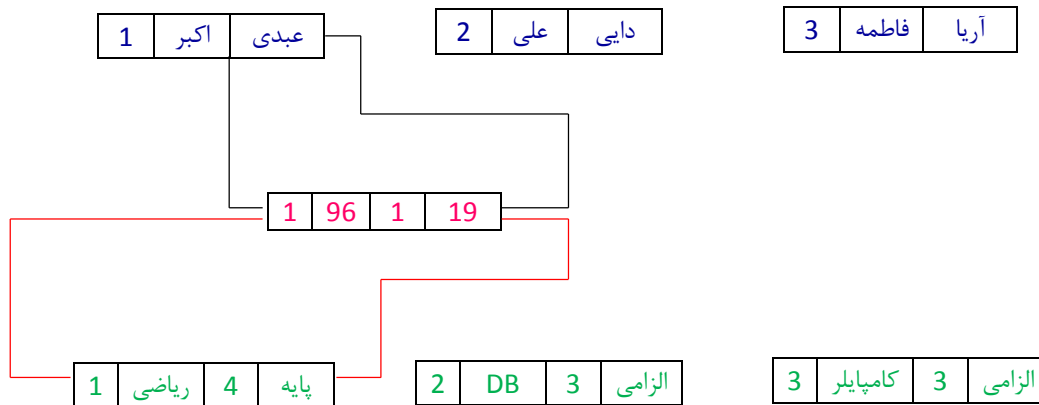 1 اکبر عبدی
2 علی دایی
3 فاطمه آریا
1 96 1 19
1 ریاضی 4 پایه
2 DB 3 الزامی
3 کامپایلر 3 الزامی